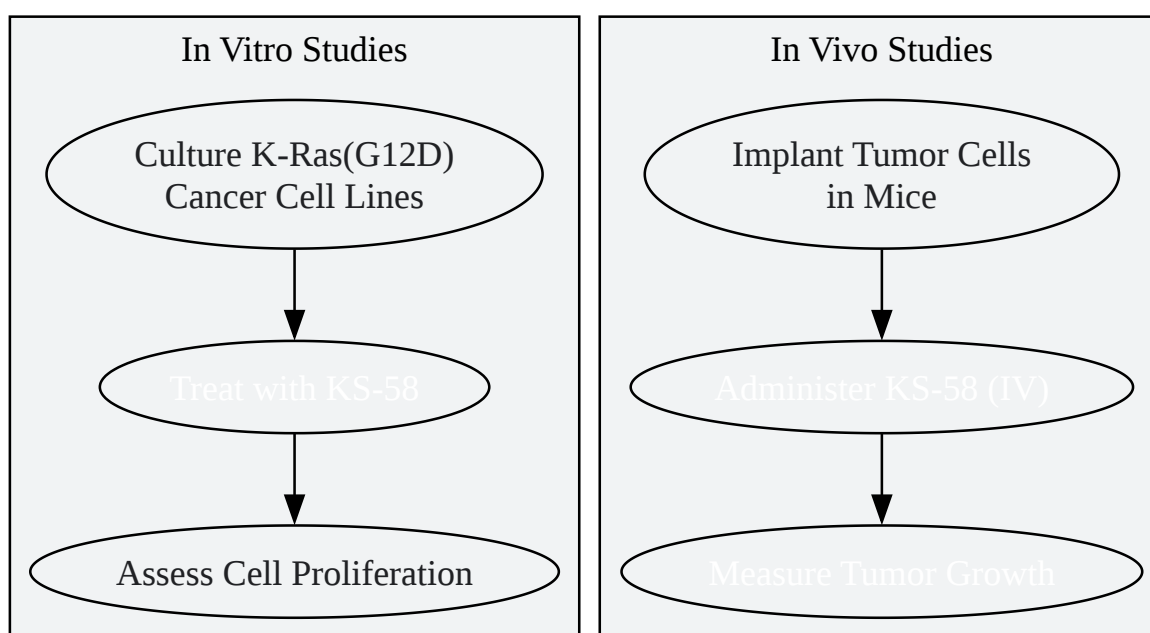 In Vitro Studies
Culture K-Ras(G12D)
Cancer Cell Lines
Treat with KS-58
Assess Cell Proliferation
In Vivo Studies
Implant Tumor Cells
in Mice
Administer KS-58 (IV)
Measure Tumor Growth